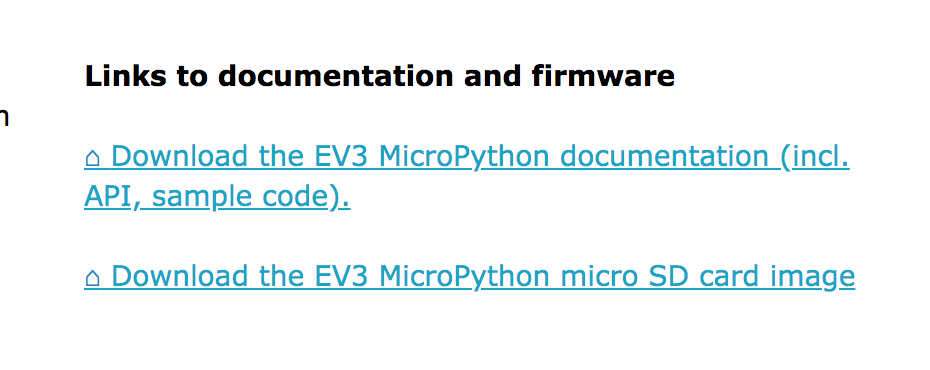 Links to documentation and firmware
n
⌂ Download the EV3 MicroPython documentation (incl.
API, sample code).
⌂ Download the EV3 MicroPython micro SD card image